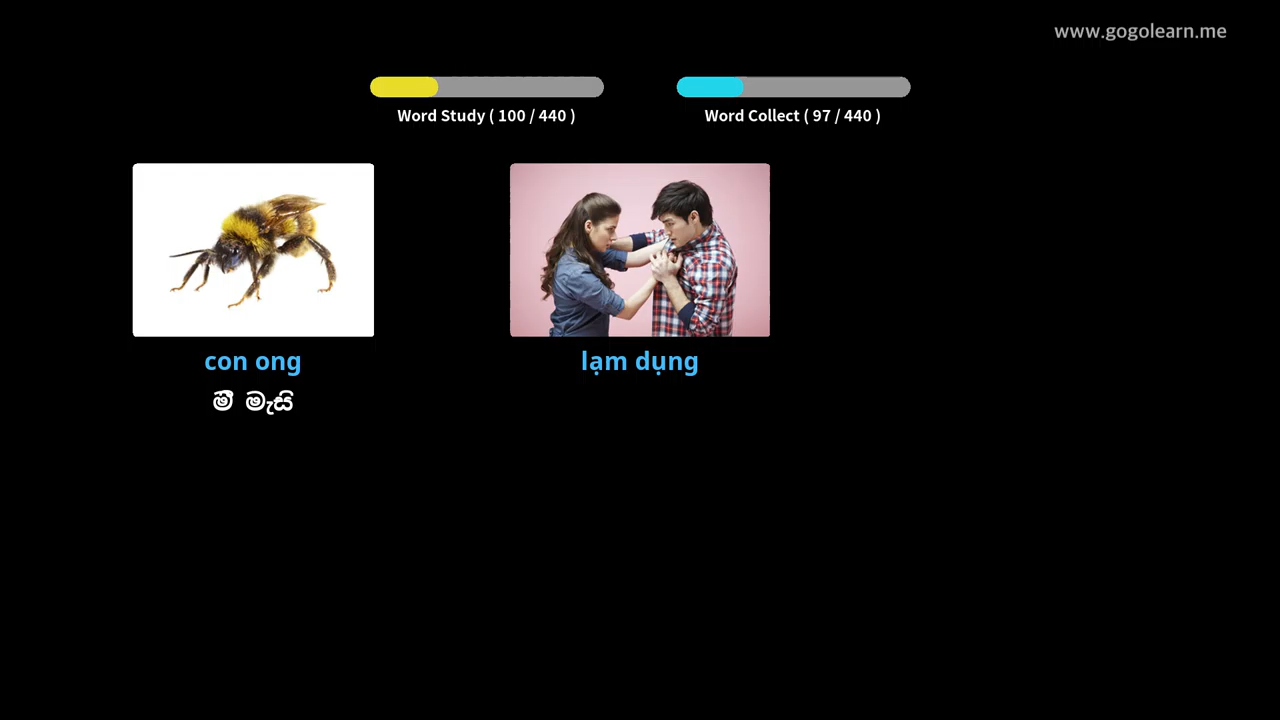 www.gogolearn.me
Word Study ( 100 / 440 )
Word Collect ( 97 / 440 )
con ong
lạm dụng
මී මැසි